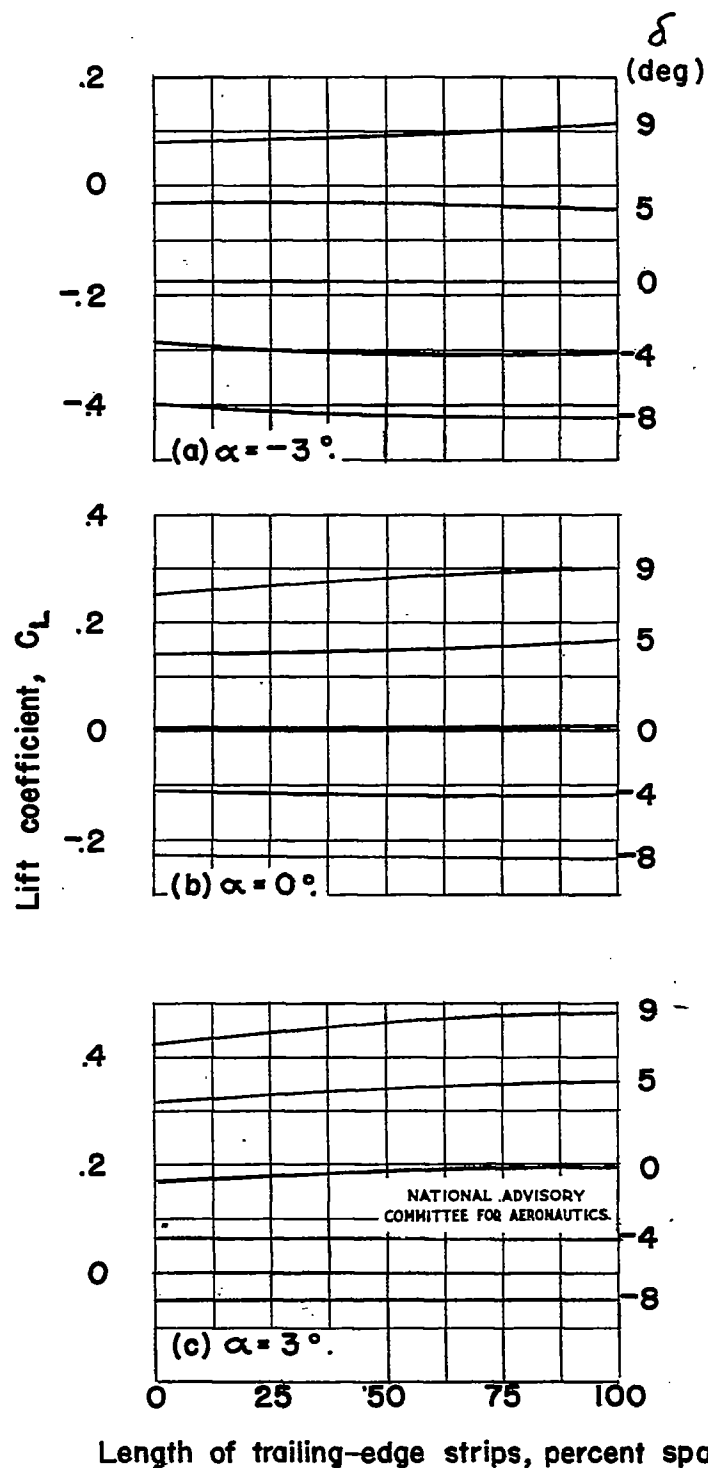 δ
(deg)
.2
0
-.2
-.4
9
5
0
-4
-8
(a) α = -3°.
Lift coefficient, C_L
.4
.2
0
-.2
9
5
0
-4
-8
(b) α = 0°.
.4
.2
0
9
5
0
-4
-8
NATIONAL ADVISORY
COMMITTEE FOR AERONAUTICS.
(c) α = 3°.
0 25 50 75 100
Length of trailing-edge strips, percent spa